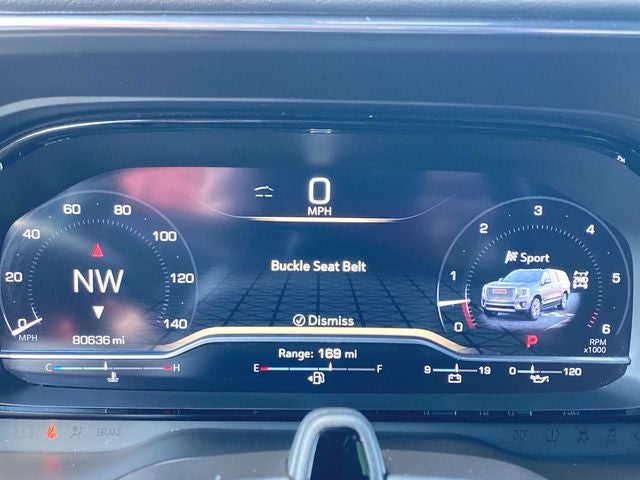 0
MPH
20
40
60
80
100
120
140
0
MPH
NW
80636 mi
Buckle Seat Belt
Dismiss
0
1
2
3
4
5
6
Sport
2WD
P
RPM
x1000
C H
Range: 169 mi
E F
9 19
0 120
BRAKE